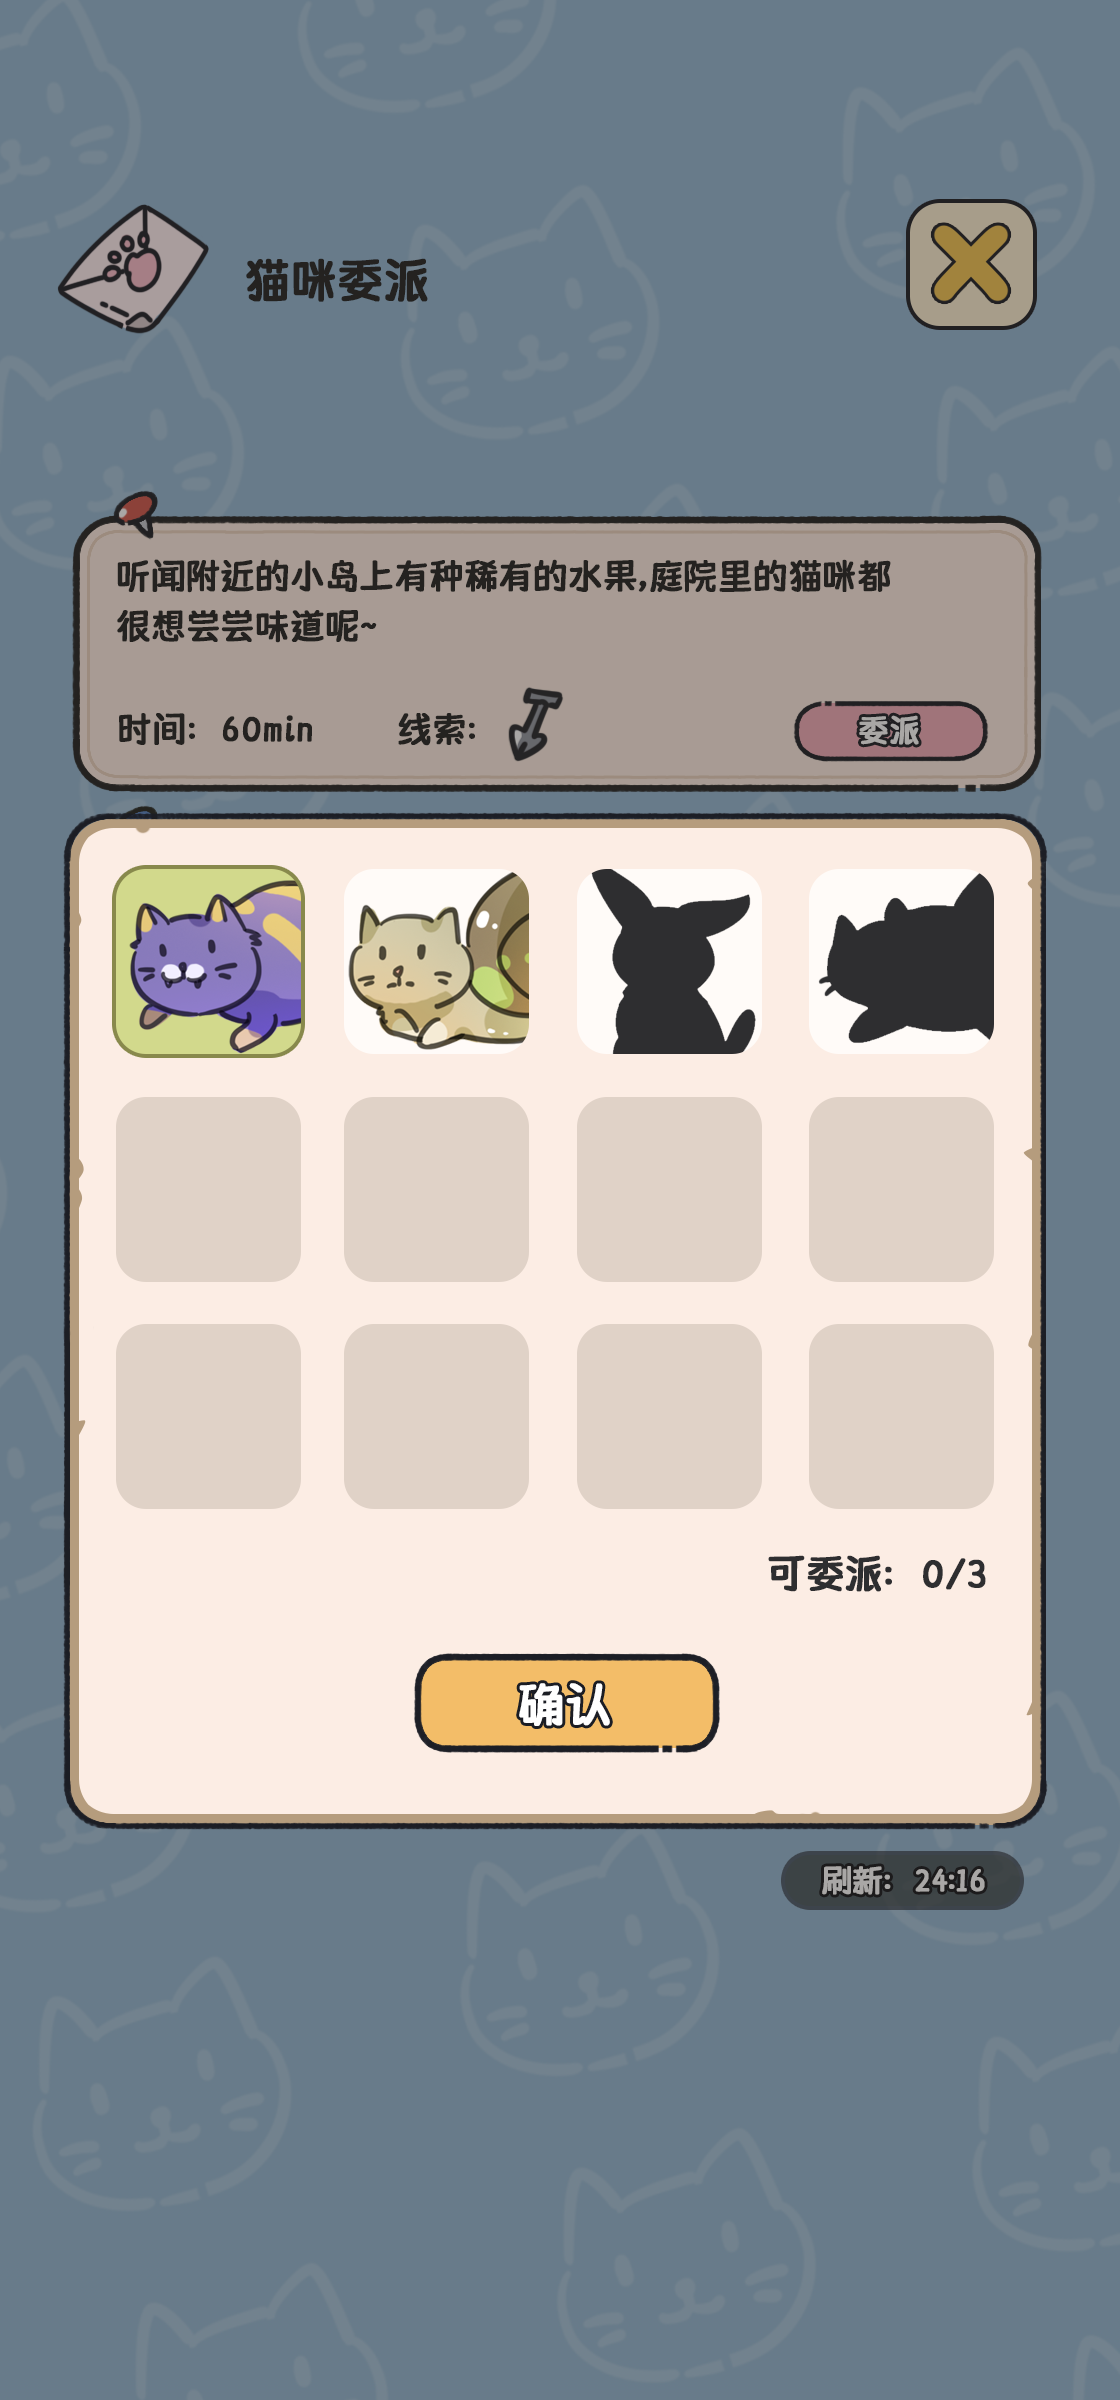 猫咪委派
听闻附近的小岛上有种稀有的水果,庭院里的猫咪都
很想尝尝味道呢~
时间: 60min 线索: 委派
可委派: 0/3
确认
刷新: 24:16